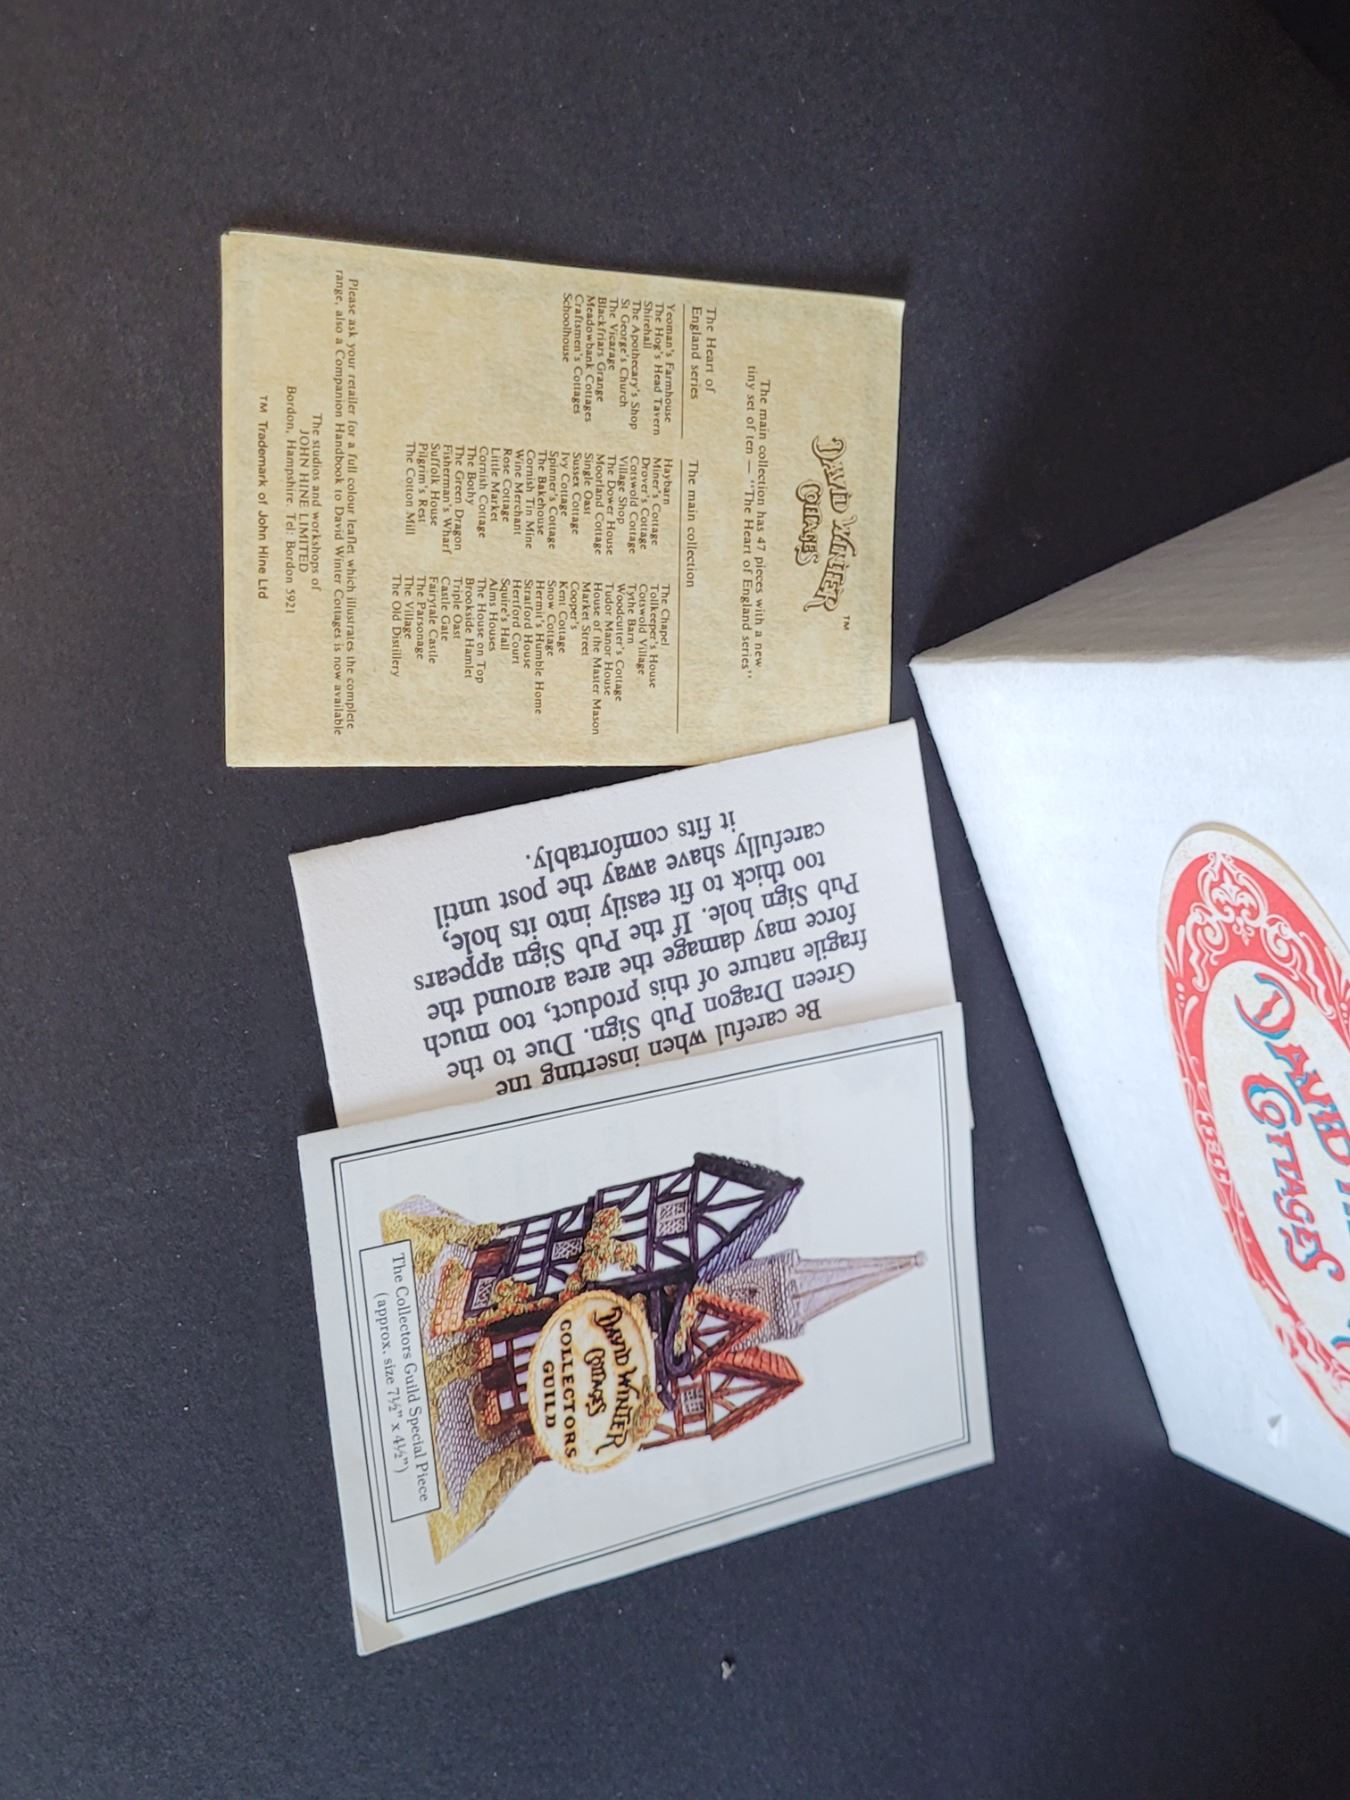 DAVID WINTER ™
COTTAGES
The main collection has 47 pieces with a new
tiny set of ten — "The Heart of England series"
The Heart of
England series
Yeoman's Farmhouse
The Hog's Head Tavern
Shirehall
The Apothecary's Shop
St George's Church
The Vicarage
Blackfriars Grange
Meadowbank Cottages
Craftsmen's Cottages
Schoolhouse
The main collection
Haybarn
Miner's Cottage
Drover's Cottage
Cotswold Cottage
Village Shop
The Dower House
Moorland Cottage
Single Oast
Sussex Cottage
Ivy Cottage
Spinner's Cottage
The Bakehouse
Cornish Tin Mine
Wine Merchant
Rose Cottage
Little Market
Cornish Cottage
The Bothy
The Green Dragon
Fisherman's Wharf
Suffolk House
Pilgrim's Rest
The Cotton Mill
The Chapel
Tollkeeper's House
Cotswold Village
Tythe Barn
Woodcutter's Cottage
Tudor Manor House
House of the Master Mason
Market Street
Cooper's
Kent Cottage
Snow Cottage
Hermit's Humble Home
Stratford House
Hertford Court
Squire's Hall
Alms Houses
The House on Top
Brookside Hamlet
Triple Oast
Castle Gate
Fairytale Castle
The Parsonage
The Village
The Old Distillery
Please ask your retailer for a full colour leaflet which illustrates the complete
range, also a Companion Handbook to David Winter Cottages is now available
The studios and workshops of
JOHN HINE LIMITED
Bordon, Hampshire. Tel: Bordon 5921
TM Trademark of John Hine Ltd
Be careful when inserting the
Green Dragon Pub Sign. Due to the
fragile nature of this product, too much
force may damage the area around the
Pub Sign hole. If the Pub Sign appears
too thick to fit easily into its hole,
carefully shave away the post until
it fits comfortably.
DAVID WINTER
COTTAGES
COLLECTORS
GUILD
The Collectors Guild Special Piece
(approx. size 7½" x 4½")
DAVID
COTTAGES